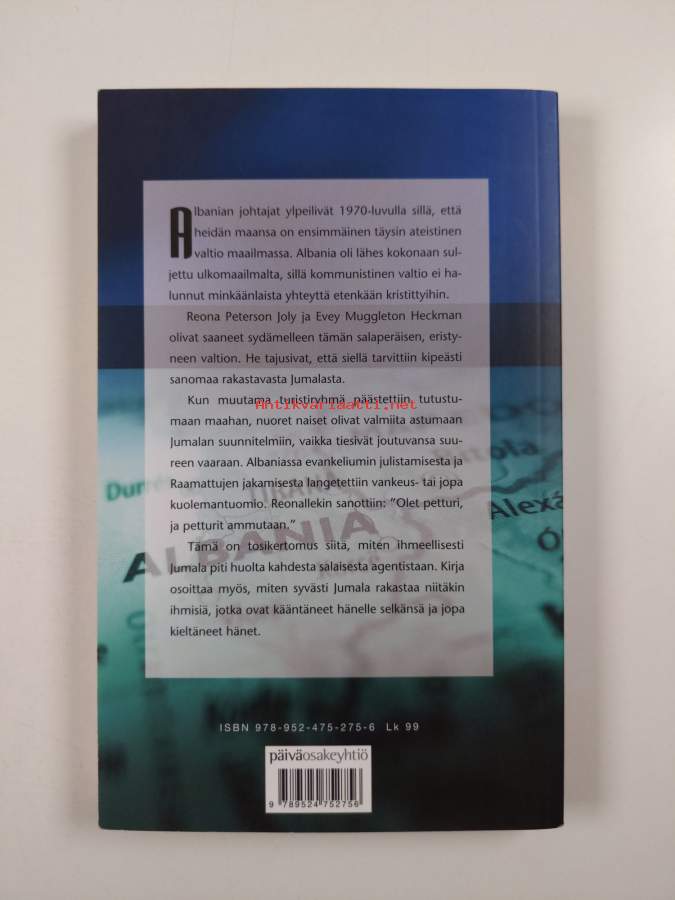 Albanian johtajat ylpeilivät 1970-luvulla sillä, että
heidän maansa on ensimmäinen täysin ateistinen
valtio maailmassa. Albania oli lähes kokonaan sul-
jettu ulkomaailmalta, sillä kommunistinen valtio ei ha-
lunnut minkäänlaista yhteyttä etenkään kristittyihin.
Reona Peterson Joly ja Evey Muggleton Heckman
olivat saaneet sydämelleen tämän salaperäisen, eristy-
neen valtion. He tajusivat, että siellä tarvittiin kipeästi
sanomaa rakastavasta Jumalasta.
Kun muutama turistiryhmä päästettiin tutustu-
Antikvariaatti.net
maan maahan, nuoret naiset olivat valmiita astumaan
Jumalan suunnitelmiin, vaikka tiesivät joutuvansa suu-
reen vaaraan. Albaniassa evankeliumin julistamisesta ja
Bitola
Raamattujen jakamisesta langetettiin vankeus- tai jopa
TIRANA
kuolemantuomio. Reonallekin sanottiin: ”Olet petturi,
Alexá
ja petturit ammutaan.”
ALBANIA
Tämä on tosikertomus siitä, miten ihmeellisesti
Jumala piti huolta kahdesta salaisesta agentistaan. Kirja
osoittaa myös, miten syvästi Jumala rakastaa niitäkin
ihmisiä, jotka ovat kääntäneet hänelle selkänsä ja jopa
kieltäneet hänet.
ISBN 978-952-475-275-6 Lk 99
päiväosakeyhtiö
9 789524 752756